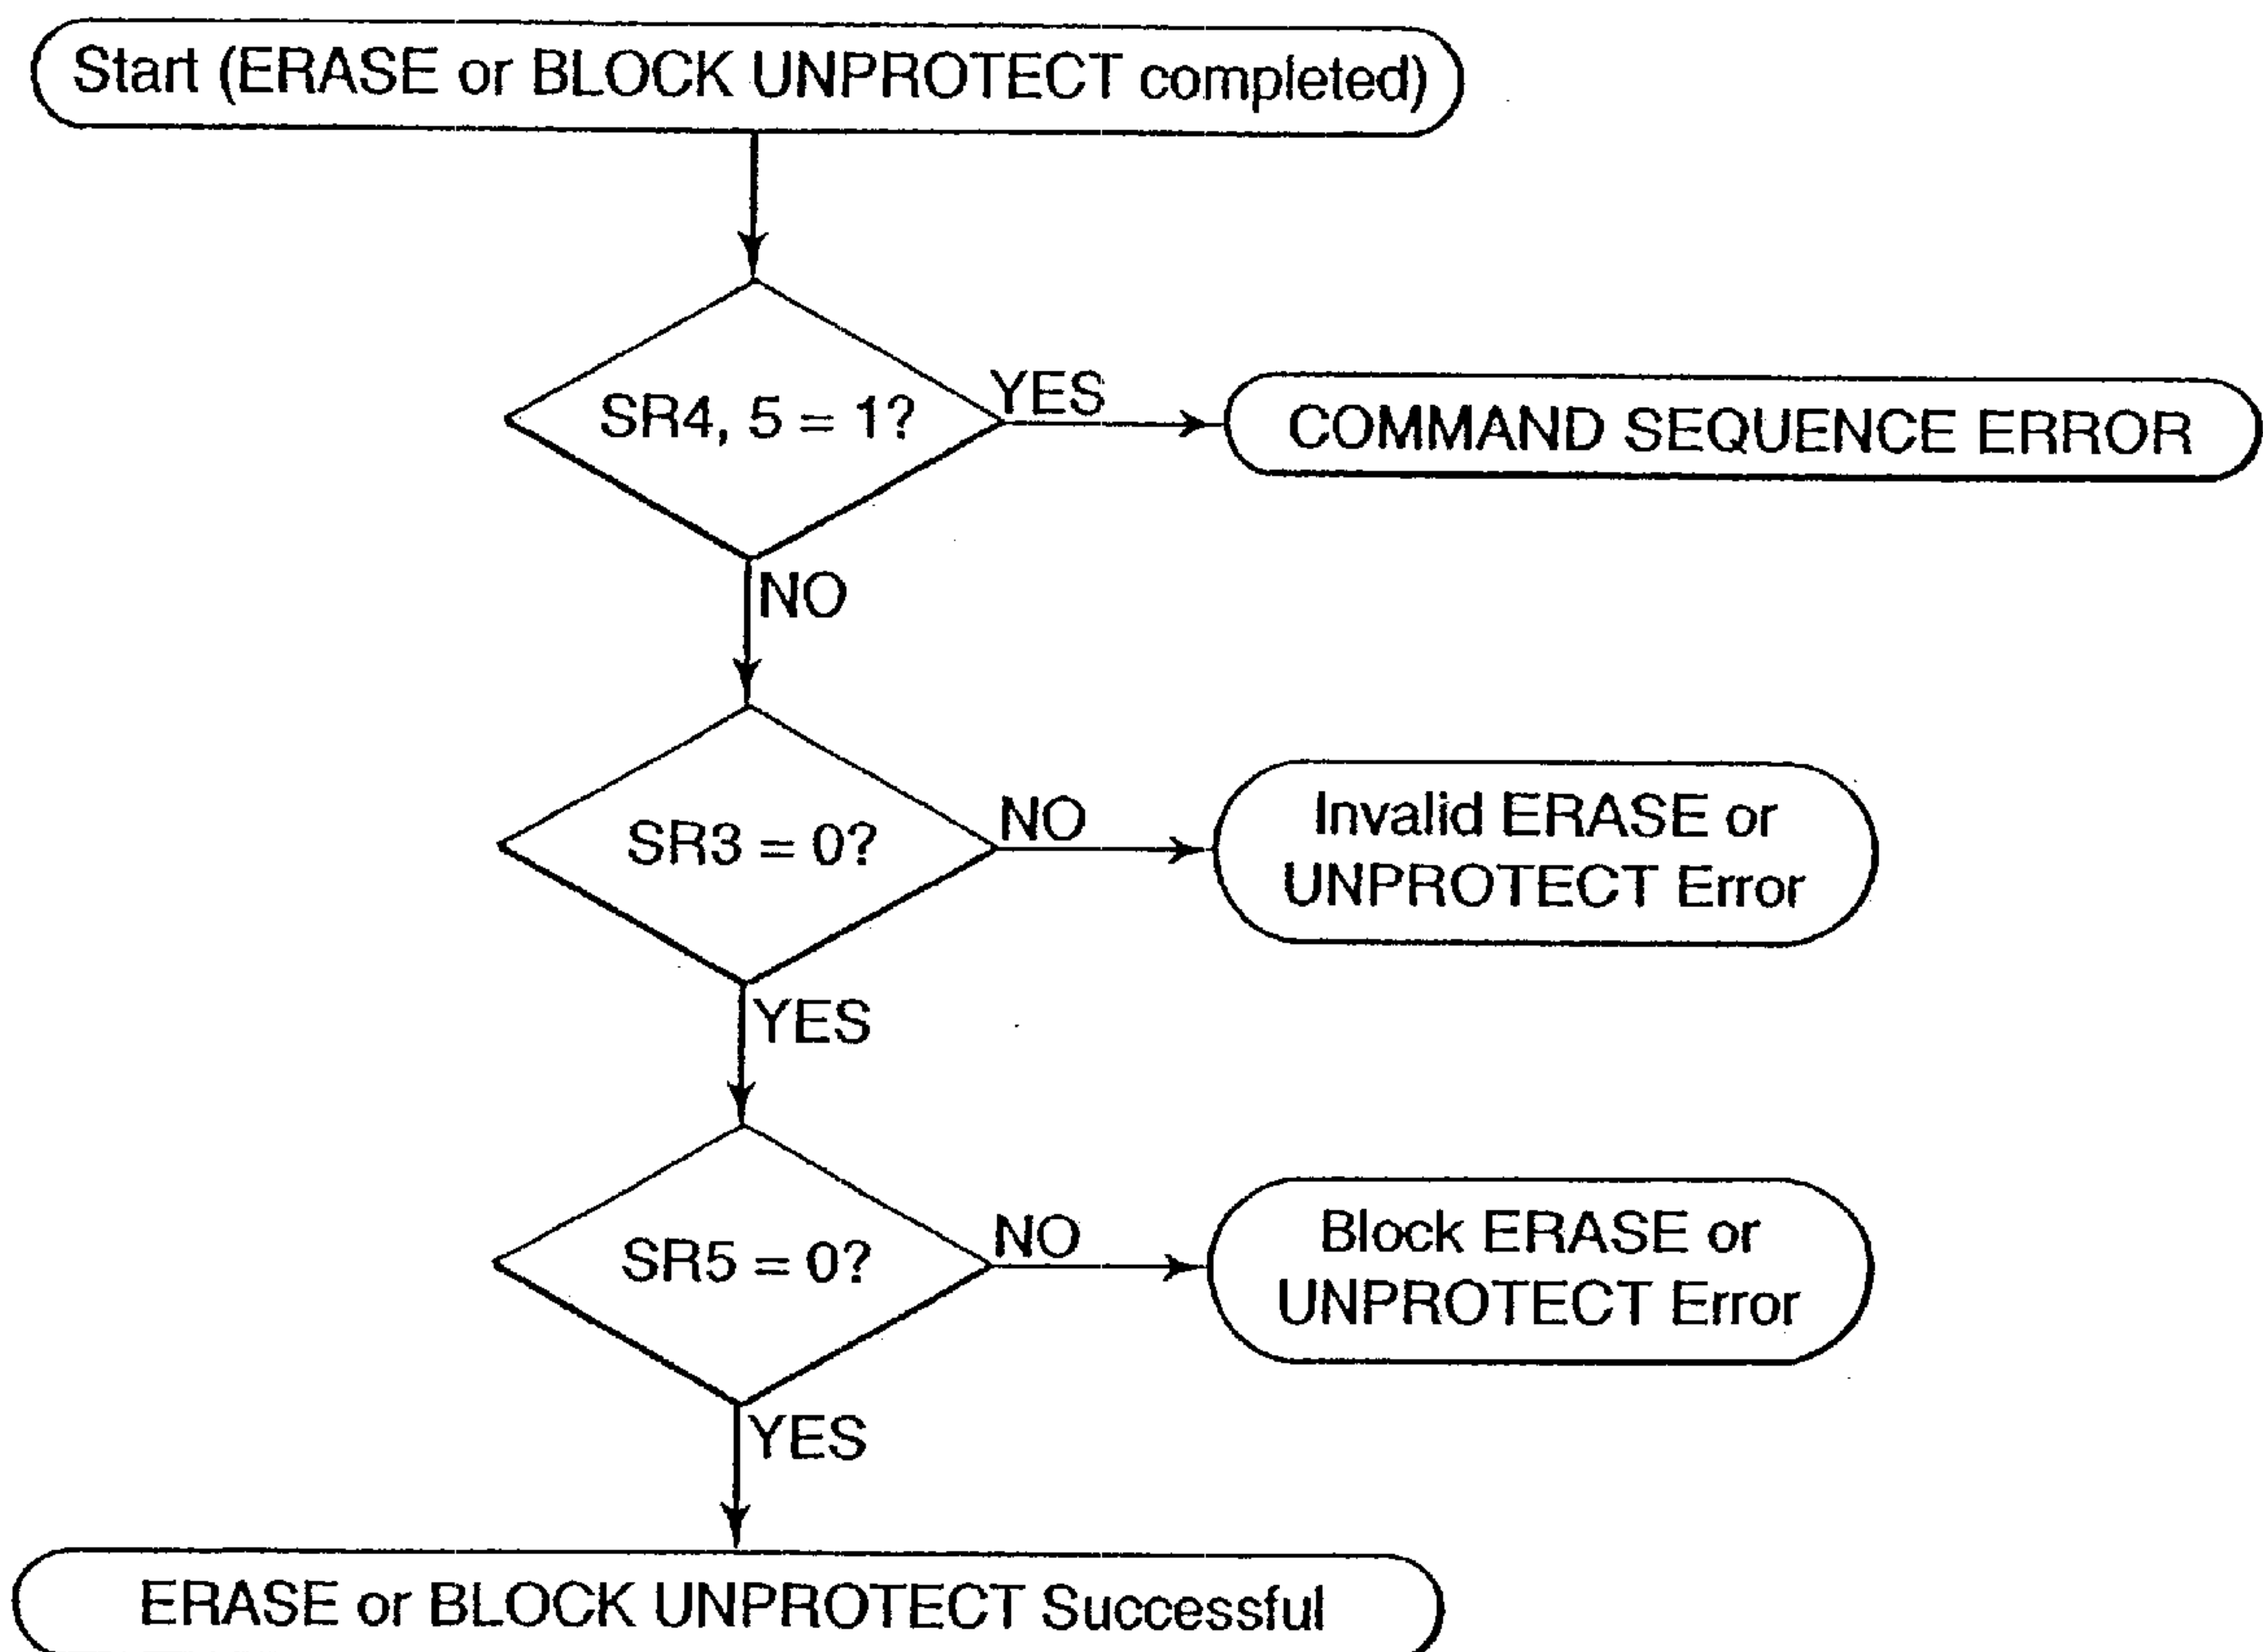 Start (ERASE or BLOCK UNPROTECT completed)
SR4, 5 = 1?
YES
COMMAND SEQUENCE ERROR
NO
SR3 = 0?
NO
Invalid ERASE or
UNPROTECT Error
YES
SR5 = 0?
NO
Block ERASE or
UNPROTECT Error
YES
ERASE or BLOCK UNPROTECT Successful